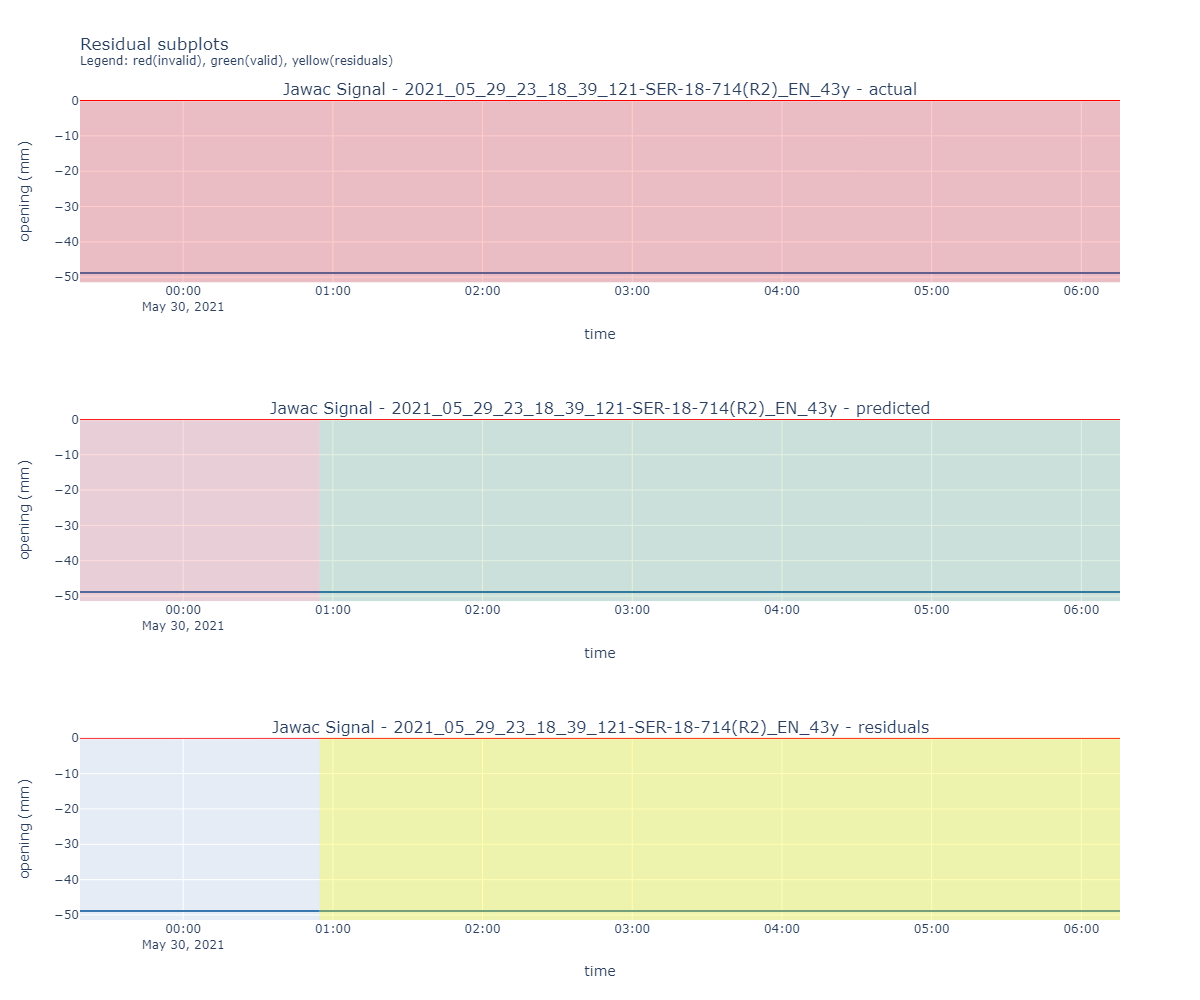 Residual subplots
Legend: red(invalid), green(valid), yellow(residuals)
Jawac Signal - 2021_05_29_23_18_39_121-SER-18-714(R2)_EN_43y - actual
0
−10
−20
−30
−40
−50
opening (mm)
00:00 01:00 02:00 03:00 04:00 05:00 06:00
May 30, 2021
time
Jawac Signal - 2021_05_29_23_18_39_121-SER-18-714(R2)_EN_43y - predicted
0
−10
−20
−30
−40
−50
opening (mm)
00:00 01:00 02:00 03:00 04:00 05:00 06:00
May 30, 2021
time
Jawac Signal - 2021_05_29_23_18_39_121-SER-18-714(R2)_EN_43y - residuals
0
−10
−20
−30
−40
−50
opening (mm)
00:00 01:00 02:00 03:00 04:00 05:00 06:00
May 30, 2021
time